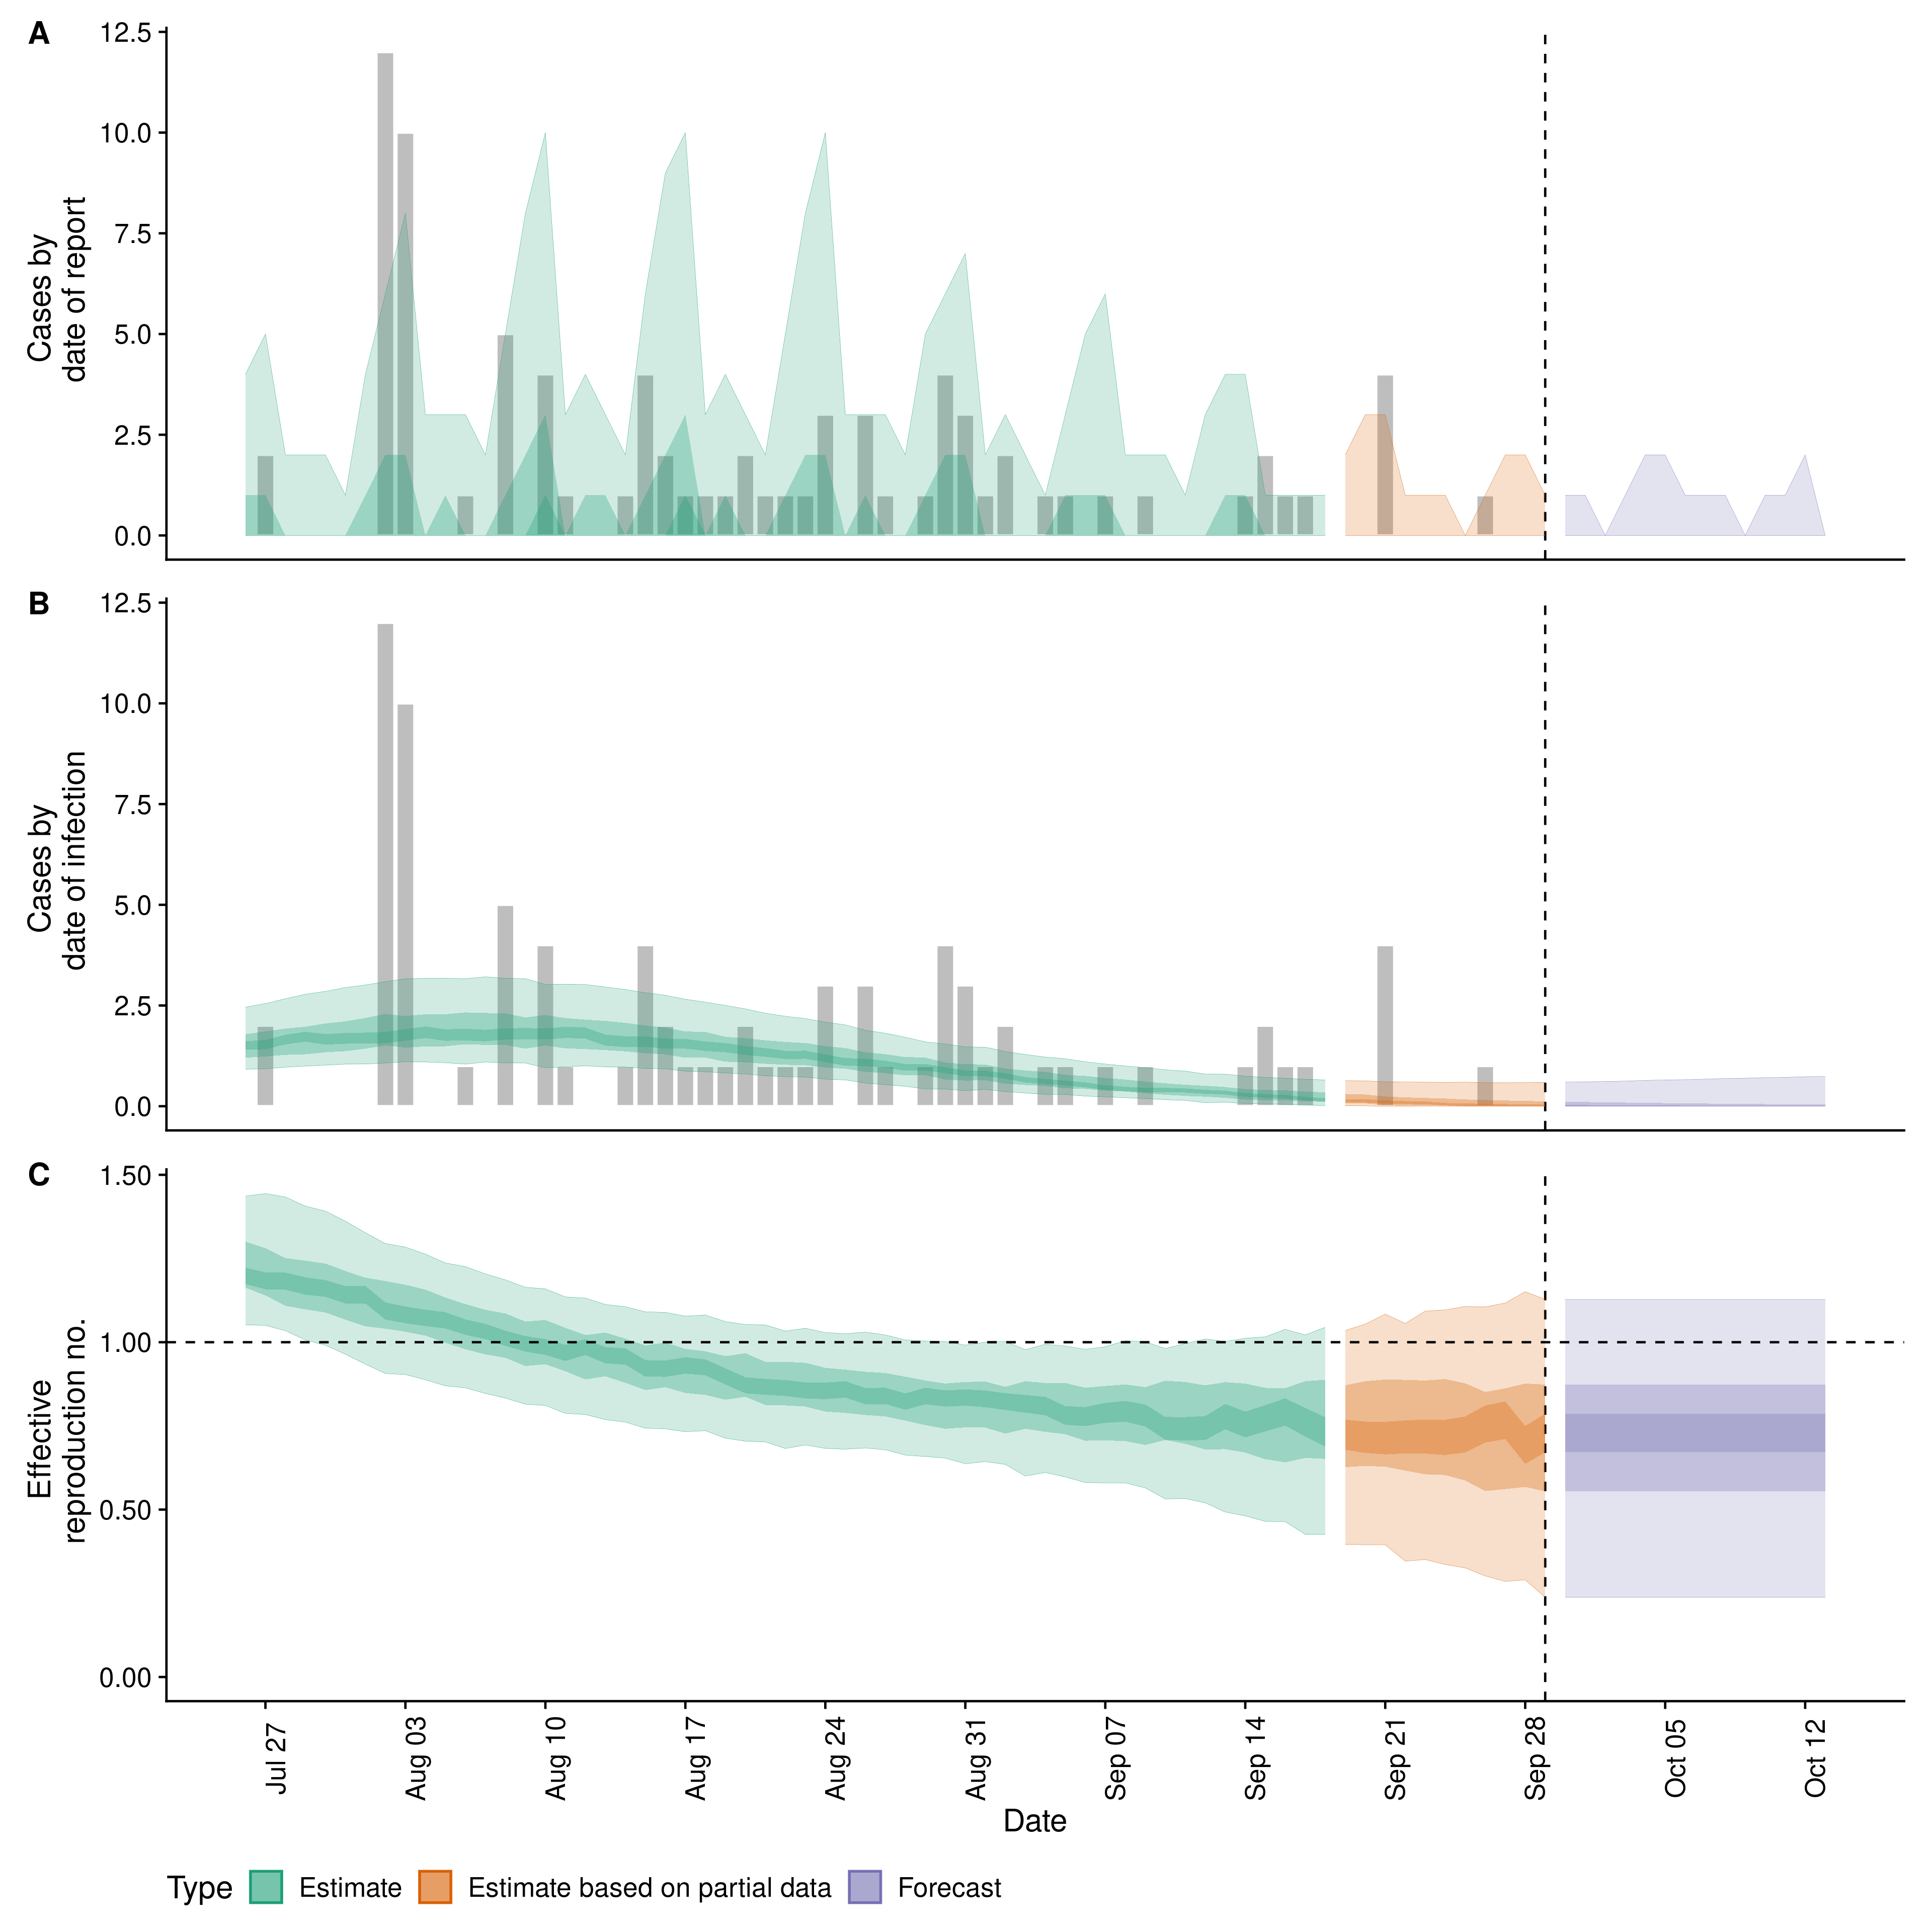 A
12.5
10.0
7.5
5.0
2.5
0.0
Cases by
date of report
B
12.5
10.0
7.5
5.0
2.5
0.0
Cases by
date of infection
C
1.50
1.00
0.50
0.00
Effective
reproduction no.
Jul 27
Aug 03
Aug 10
Aug 17
Aug 24
Aug 31
Sep 07
Sep 14
Sep 21
Sep 28
Oct 05
Oct 12
Date
Type Estimate Estimate based on partial data Forecast